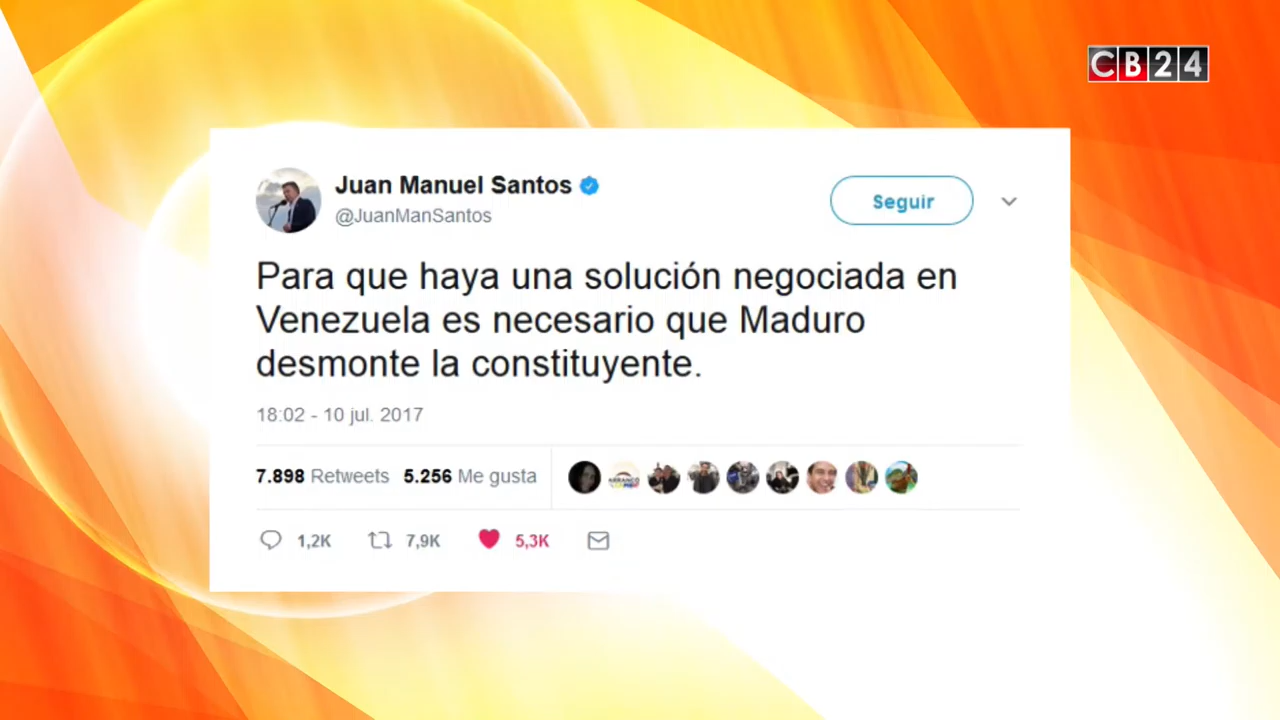 CB24
Juan Manuel Santos
@JuanManSantos
Seguir
Para que haya una solución negociada en
Venezuela es necesario que Maduro
desmonte la constituyente.
18:02 - 10 jul. 2017
7.898 Retweets 5.256 Me gusta
1,2K 7,9K 5,3K